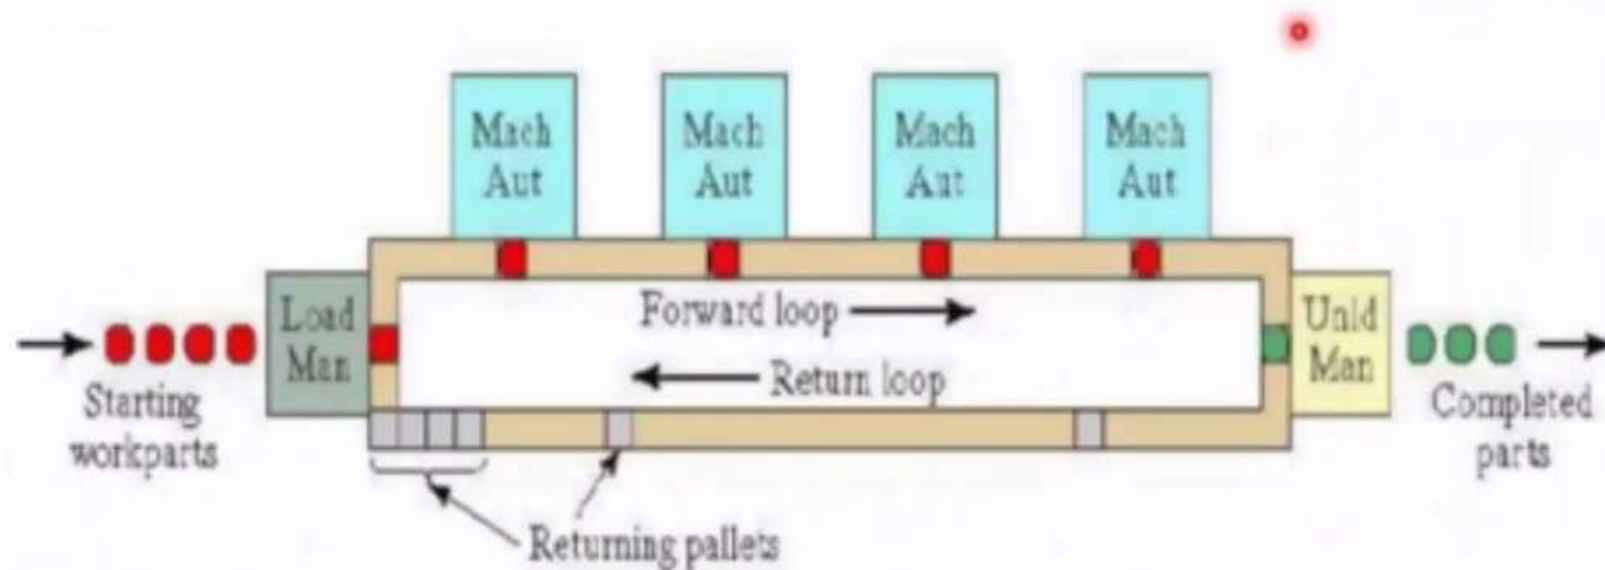 Mach
Aut
Mach
Aut
Mach
Aut
Mach
Aut
Load
Man
Forward loop
Unld
Man
Return loop
Starting
workparts
Completed
parts
Returning pallets